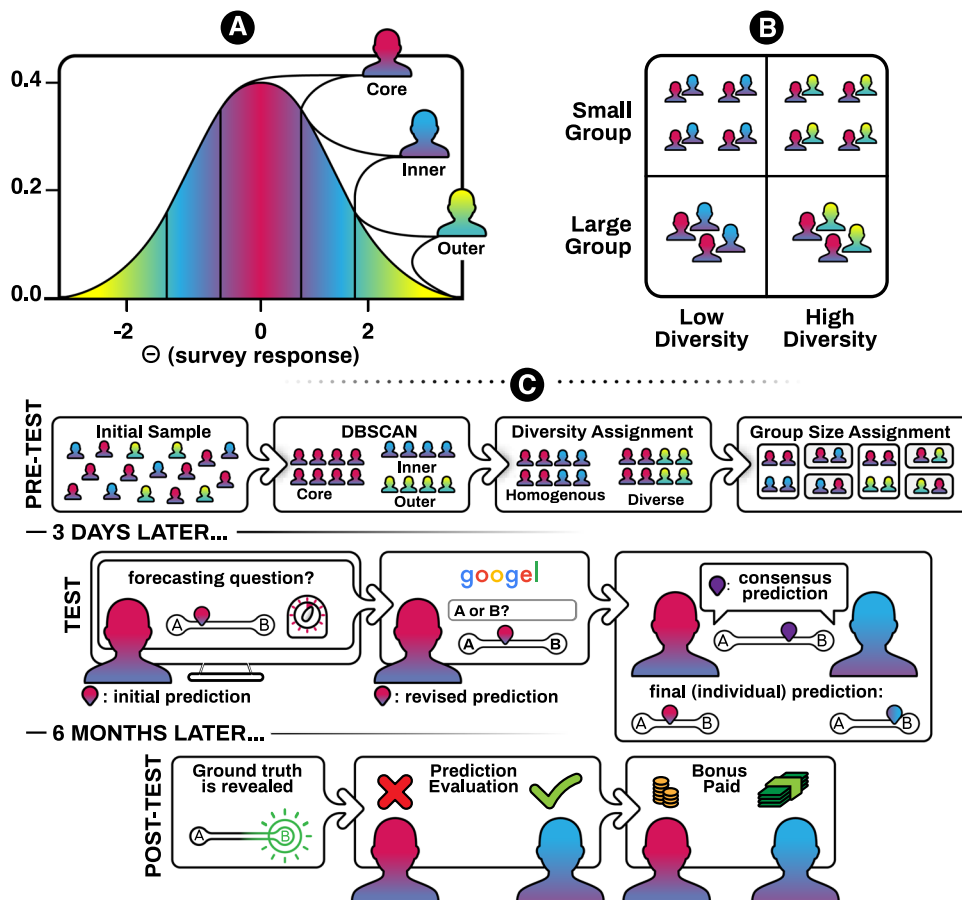 A
0.4
0.2
0.0
-2
0
2
Θ (survey response)
Core
Inner
Outer
B
Small
Group
Large
Group
Low
Diversity
High
Diversity
C
PRE-TEST
Initial Sample
DBSCAN
Core
Inner
Outer
Diversity Assignment
Homogenous
Diverse
Group Size Assignment
3 DAYS LATER...
TEST
forecasting question?
A
B
: initial prediction
googel
A or B?
A
B
: revised prediction
: consensus
prediction
A
B
final (individual) prediction:
A
B
A
B
6 MONTHS LATER...
POST-TEST
Ground truth
is revealed
A
B
Prediction
Evaluation
Bonus
Paid